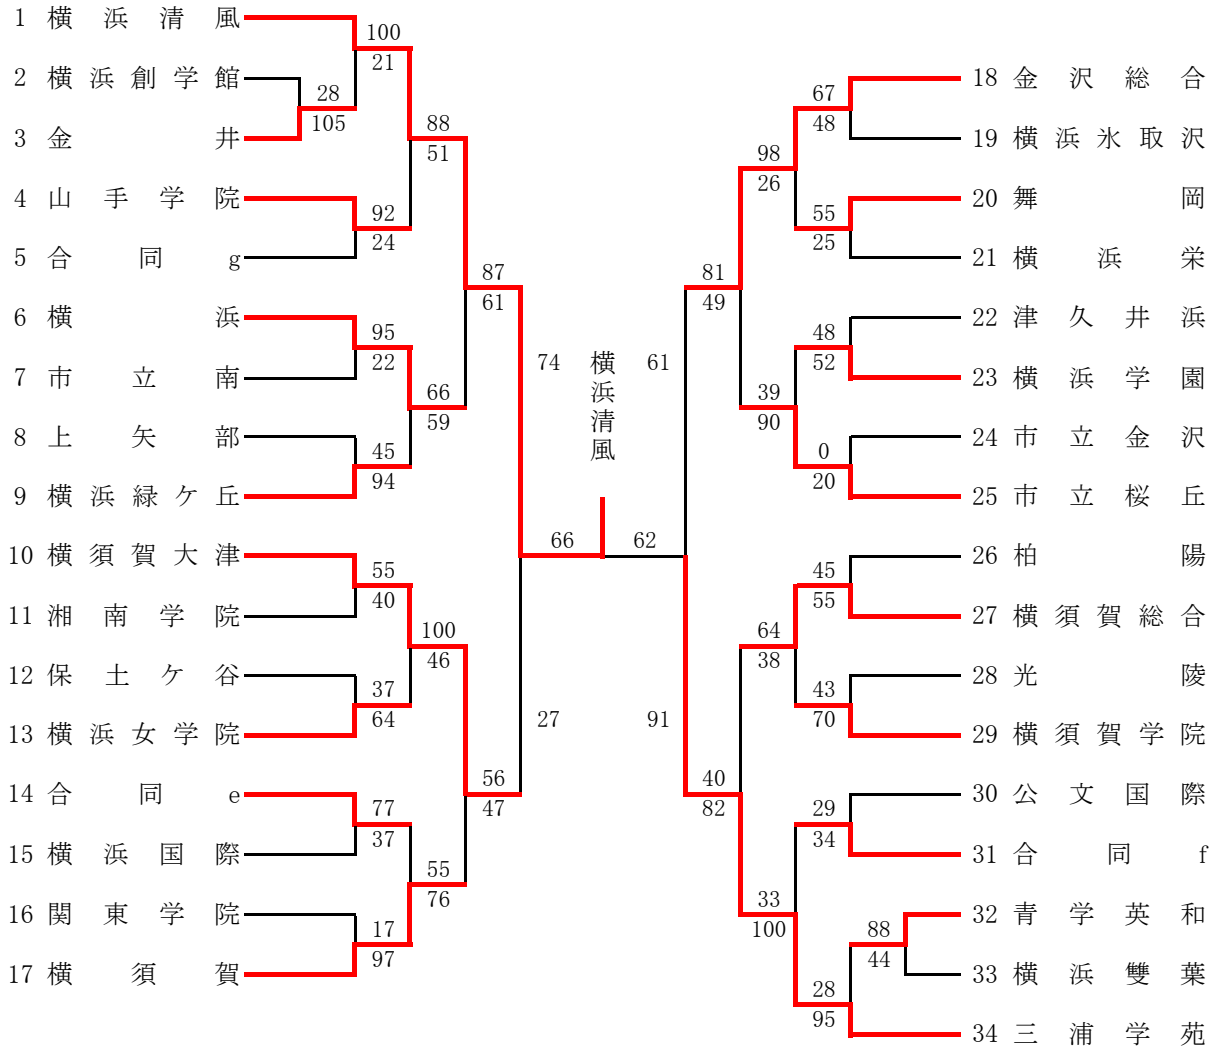 1 横浜清風
2 横浜創学館
3 金井
4 山手学院
5 合同g
6 横浜
7 市立南
8 上矢部
9 横浜緑ケ丘
10 横須賀大津
11 湘南学院
12 保土ケ谷
13 横浜女学院
14 合同e
15 横浜国際
16 関東学院
17 横須賀
28
105
100
21
92
24
95
22
45
94
55
40
37
64
77
37
17
97
88
51
66
59
100
46
55
76
87
61
56
47
74
27
66
横浜清風
62
61
91
81
49
40
82
98
26
39
90
64
38
33
100
67
48
55
25
48
52
0
20
45
55
43
70
29
34
28
95
88
44
18 金沢総合
19 横浜氷取沢
20 舞岡
21 横浜栄
22 津久井浜
23 横浜学園
24 市立金沢
25 市立桜丘
26 柏陽
27 横須賀総合
28 光陵
29 横須賀学院
30 公文国際
31 合同f
32 青学英和
33 横浜雙葉
34 三浦学苑